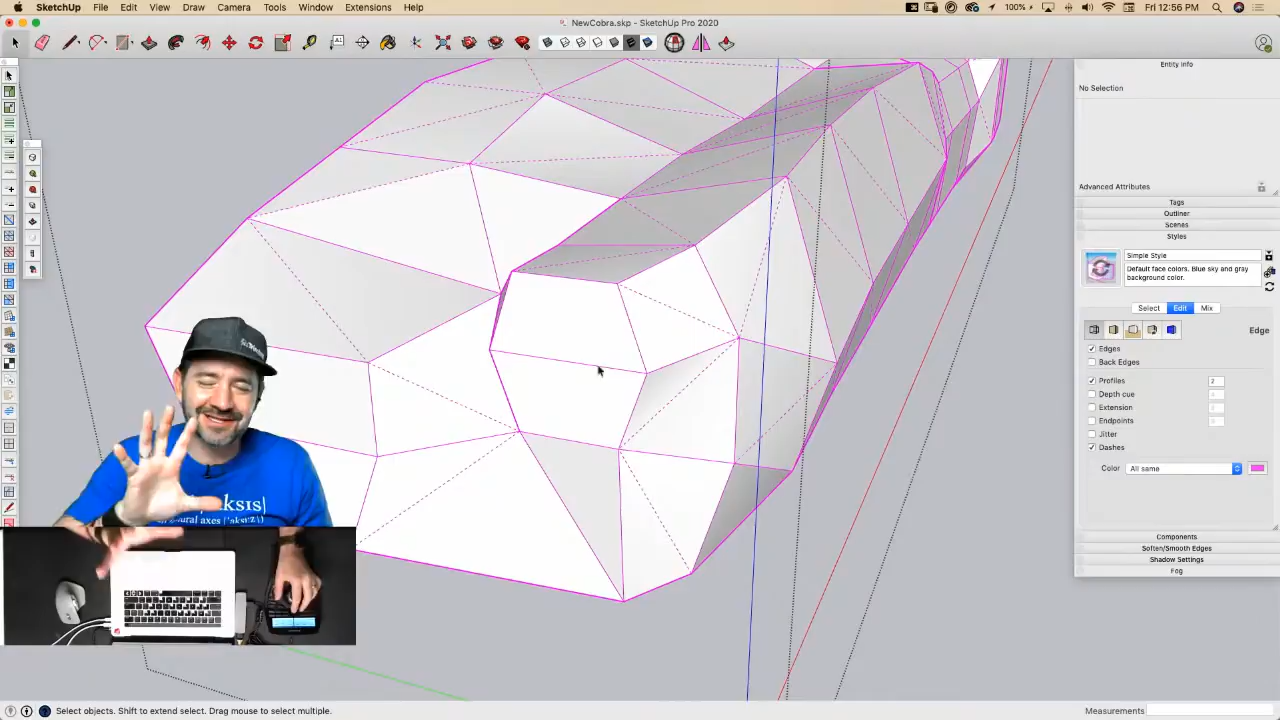 SketchUp File Edit View Draw Camera Tools Window Extensions Help
100% Fri 12:56 PM
NewCobra.skp - SketchUp Pro 2020
Entity info
No Selection
Advanced Attributes
Tags
Outliner
Scenes
Styles
Simple Style
Default face colors. Blue sky and gray
background color.
Select Edit Mix
Edge
Edges
Back Edges
Profiles 2
Depth cue
Extension
Endpoints
Jitter
Dashes
Color All same
Components
Soften/Smooth Edges
Shadow Settings
Fog
Select objects. Shift to extend select. Drag mouse to select multiple.
Measurements